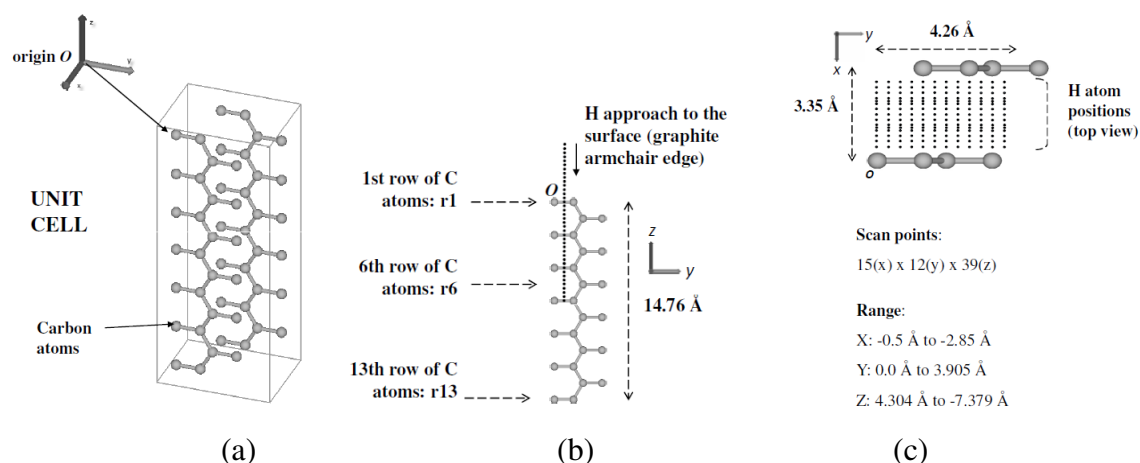 z
y
x
origin O
UNIT
CELL
Carbon
atoms
(a)
H approach to the
surface (graphite
armchair edge)
1st row of C
atoms: r1
O
z
y
6th row of C
atoms: r6
14.76 Å
13th row of C
atoms: r13
(b)
y
x
4.26 Å
3.35 Å
H atom
positions
(top view)
O
Scan points:
15(x) x 12(y) x 39(z)
Range:
X: -0.5 Å to -2.85 Å
Y: 0.0 Å to 3.905 Å
Z: 4.304 Å to -7.379 Å
(c)